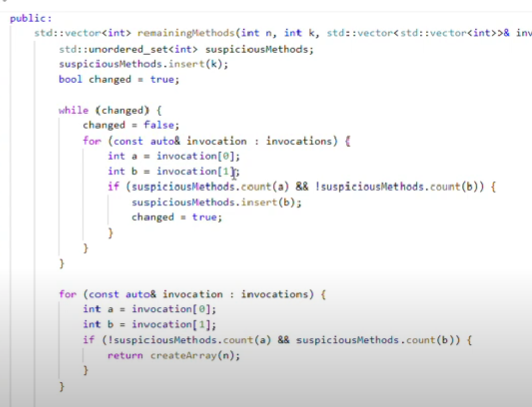 public:
    std::vector<int> remainingMethods(int n, int k, std::vector<std::vector<int>>& inv
        std::unordered_set<int> suspiciousMethods;
        suspiciousMethods.insert(k);
        bool changed = true;

        while (changed) {
            changed = false;
            for (const auto& invocation : invocations) {
                int a = invocation[0];
                int b = invocation[1];
                if (suspiciousMethods.count(a) && !suspiciousMethods.count(b)) {
                    suspiciousMethods.insert(b);
                    changed = true;
                }
            }
        }

        for (const auto& invocation : invocations) {
            int a = invocation[0];
            int b = invocation[1];
            if (!suspiciousMethods.count(a) && suspiciousMethods.count(b)) {
                return createArray(n);
            }
        }